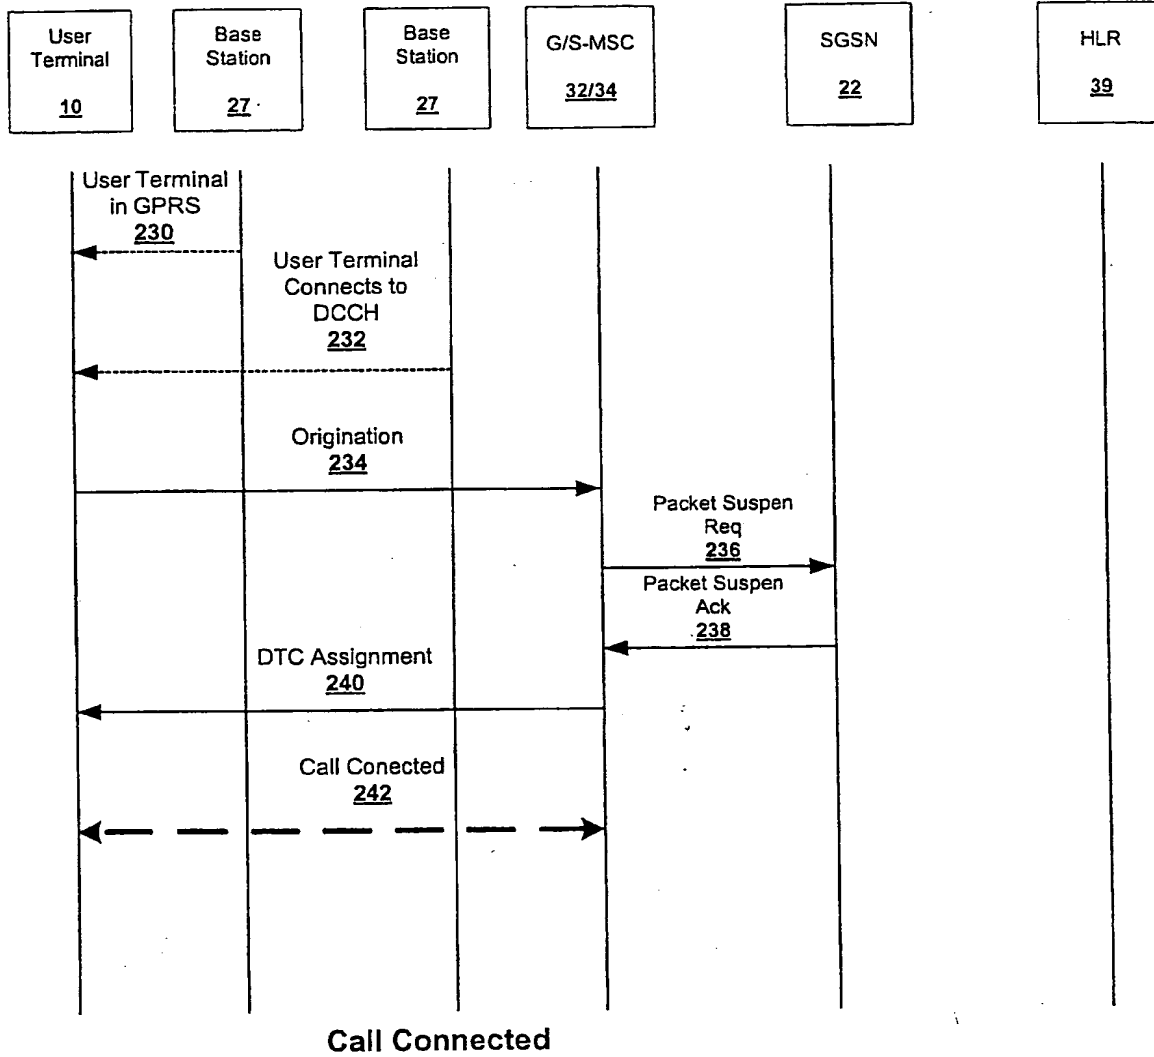 User
Terminal
10
Base
Station
27
Base
Station
27
G/S-MSC
32/34
SGSN
22
HLR
39
User Terminal
in GPRS
230
User Terminal
Connects to
DCCH
232
Origination
234
Packet Suspen
Req
236
Packet Suspen
Ack
238
DTC Assignment
240
Call Conected
242
Call Connected